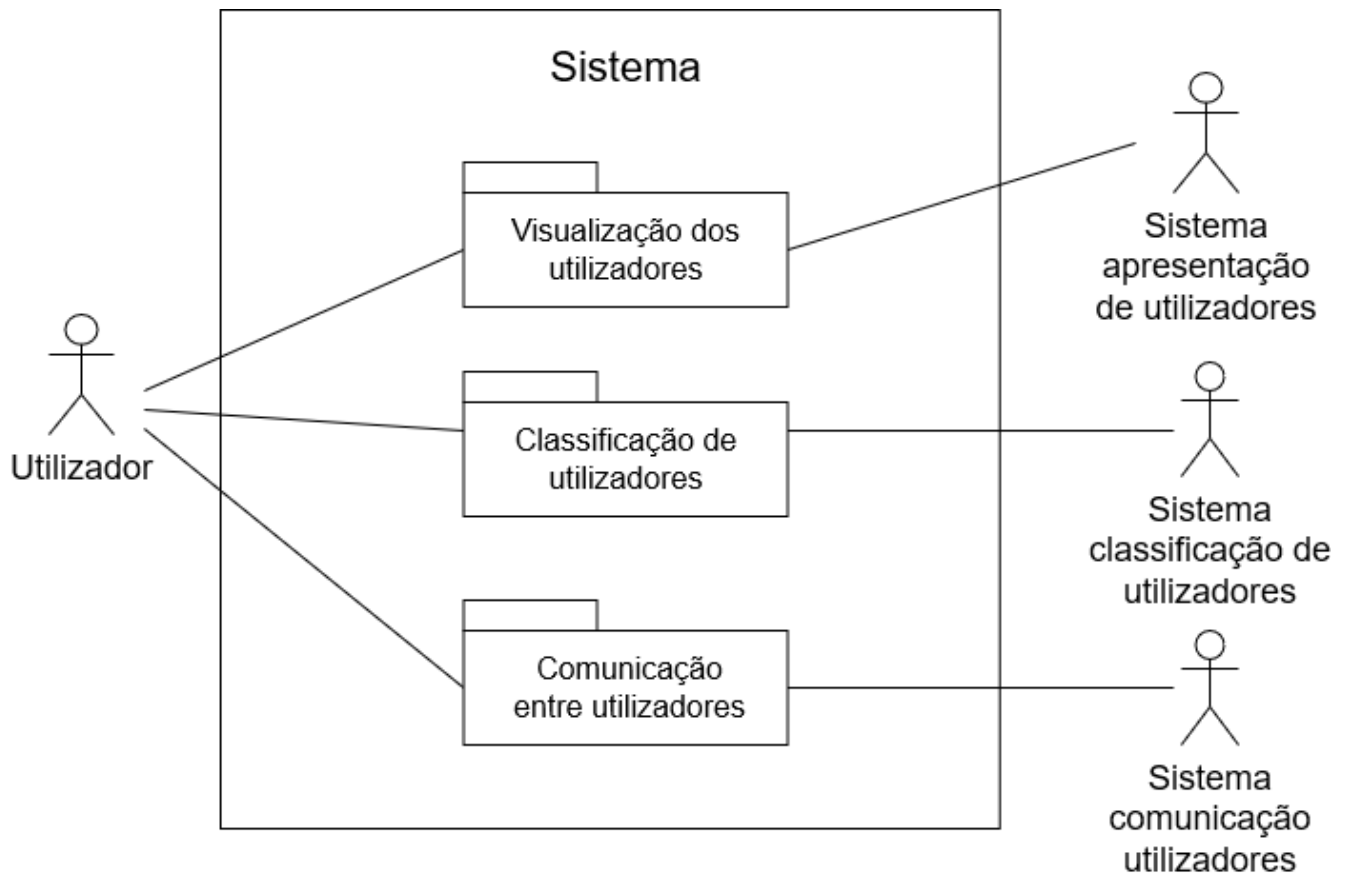 Sistema
Visualização dos
utilizadores
Sistema
apresentação
de utilizadores
Utilizador
Classificação de
utilizadores
Sistema
classificação de
utilizadores
Comunicação
entre utilizadores
Sistema
comunicação
utilizadores